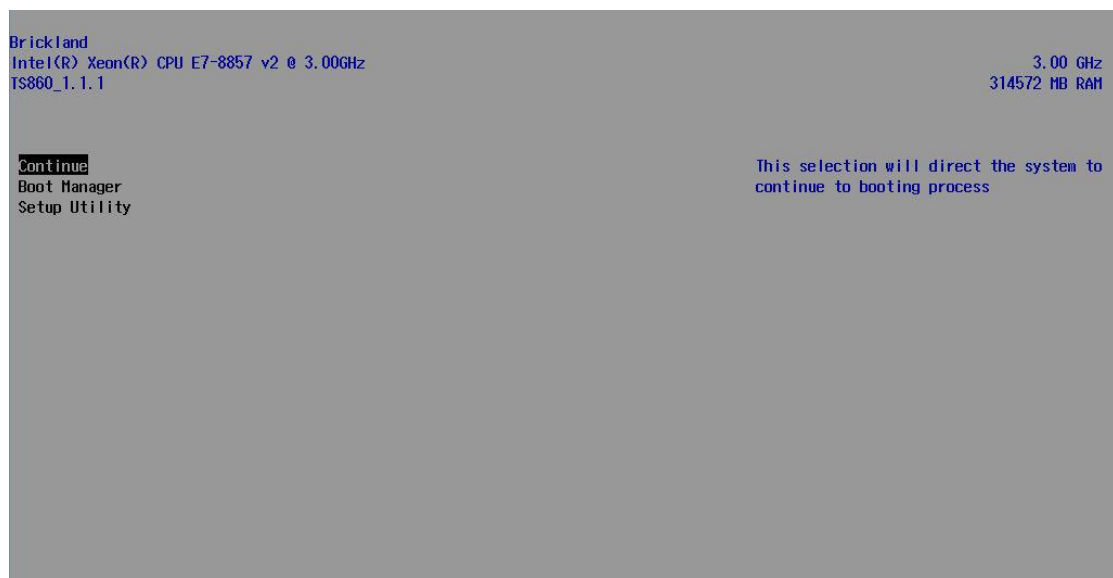 Brickland
Intel(R) Xeon(R) CPU E7-8857 v2 @ 3.00GHz 3.00 GHz
TS860_1.1.1 314572 MB RAM
Continue
Boot Manager
Setup Utility
This selection will direct the system to
continue to booting process